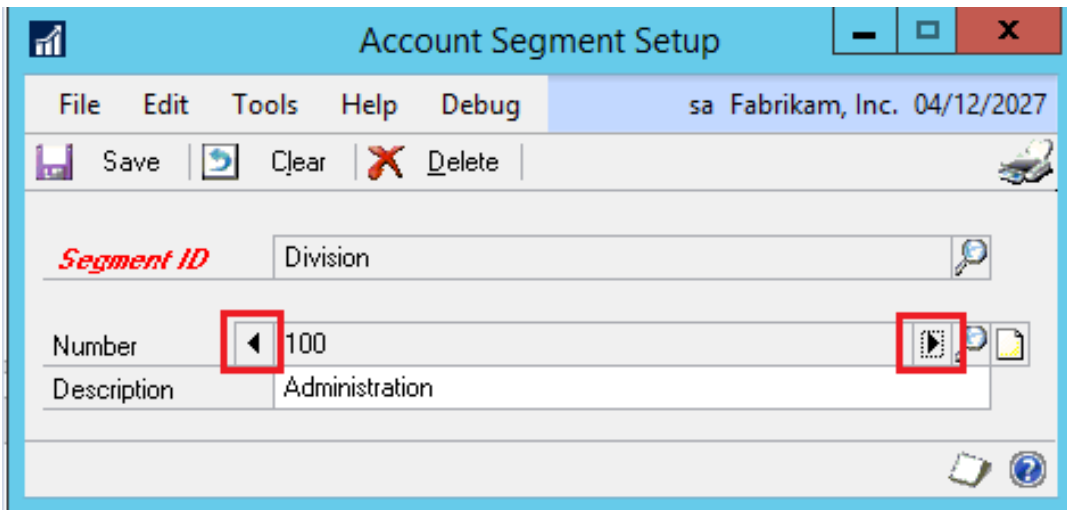 Account Segment Setup
File Edit Tools Help Debug sa Fabrikam, Inc. 04/12/2027
Save Clear Delete
Segment ID Division
Number 100
Description Administration